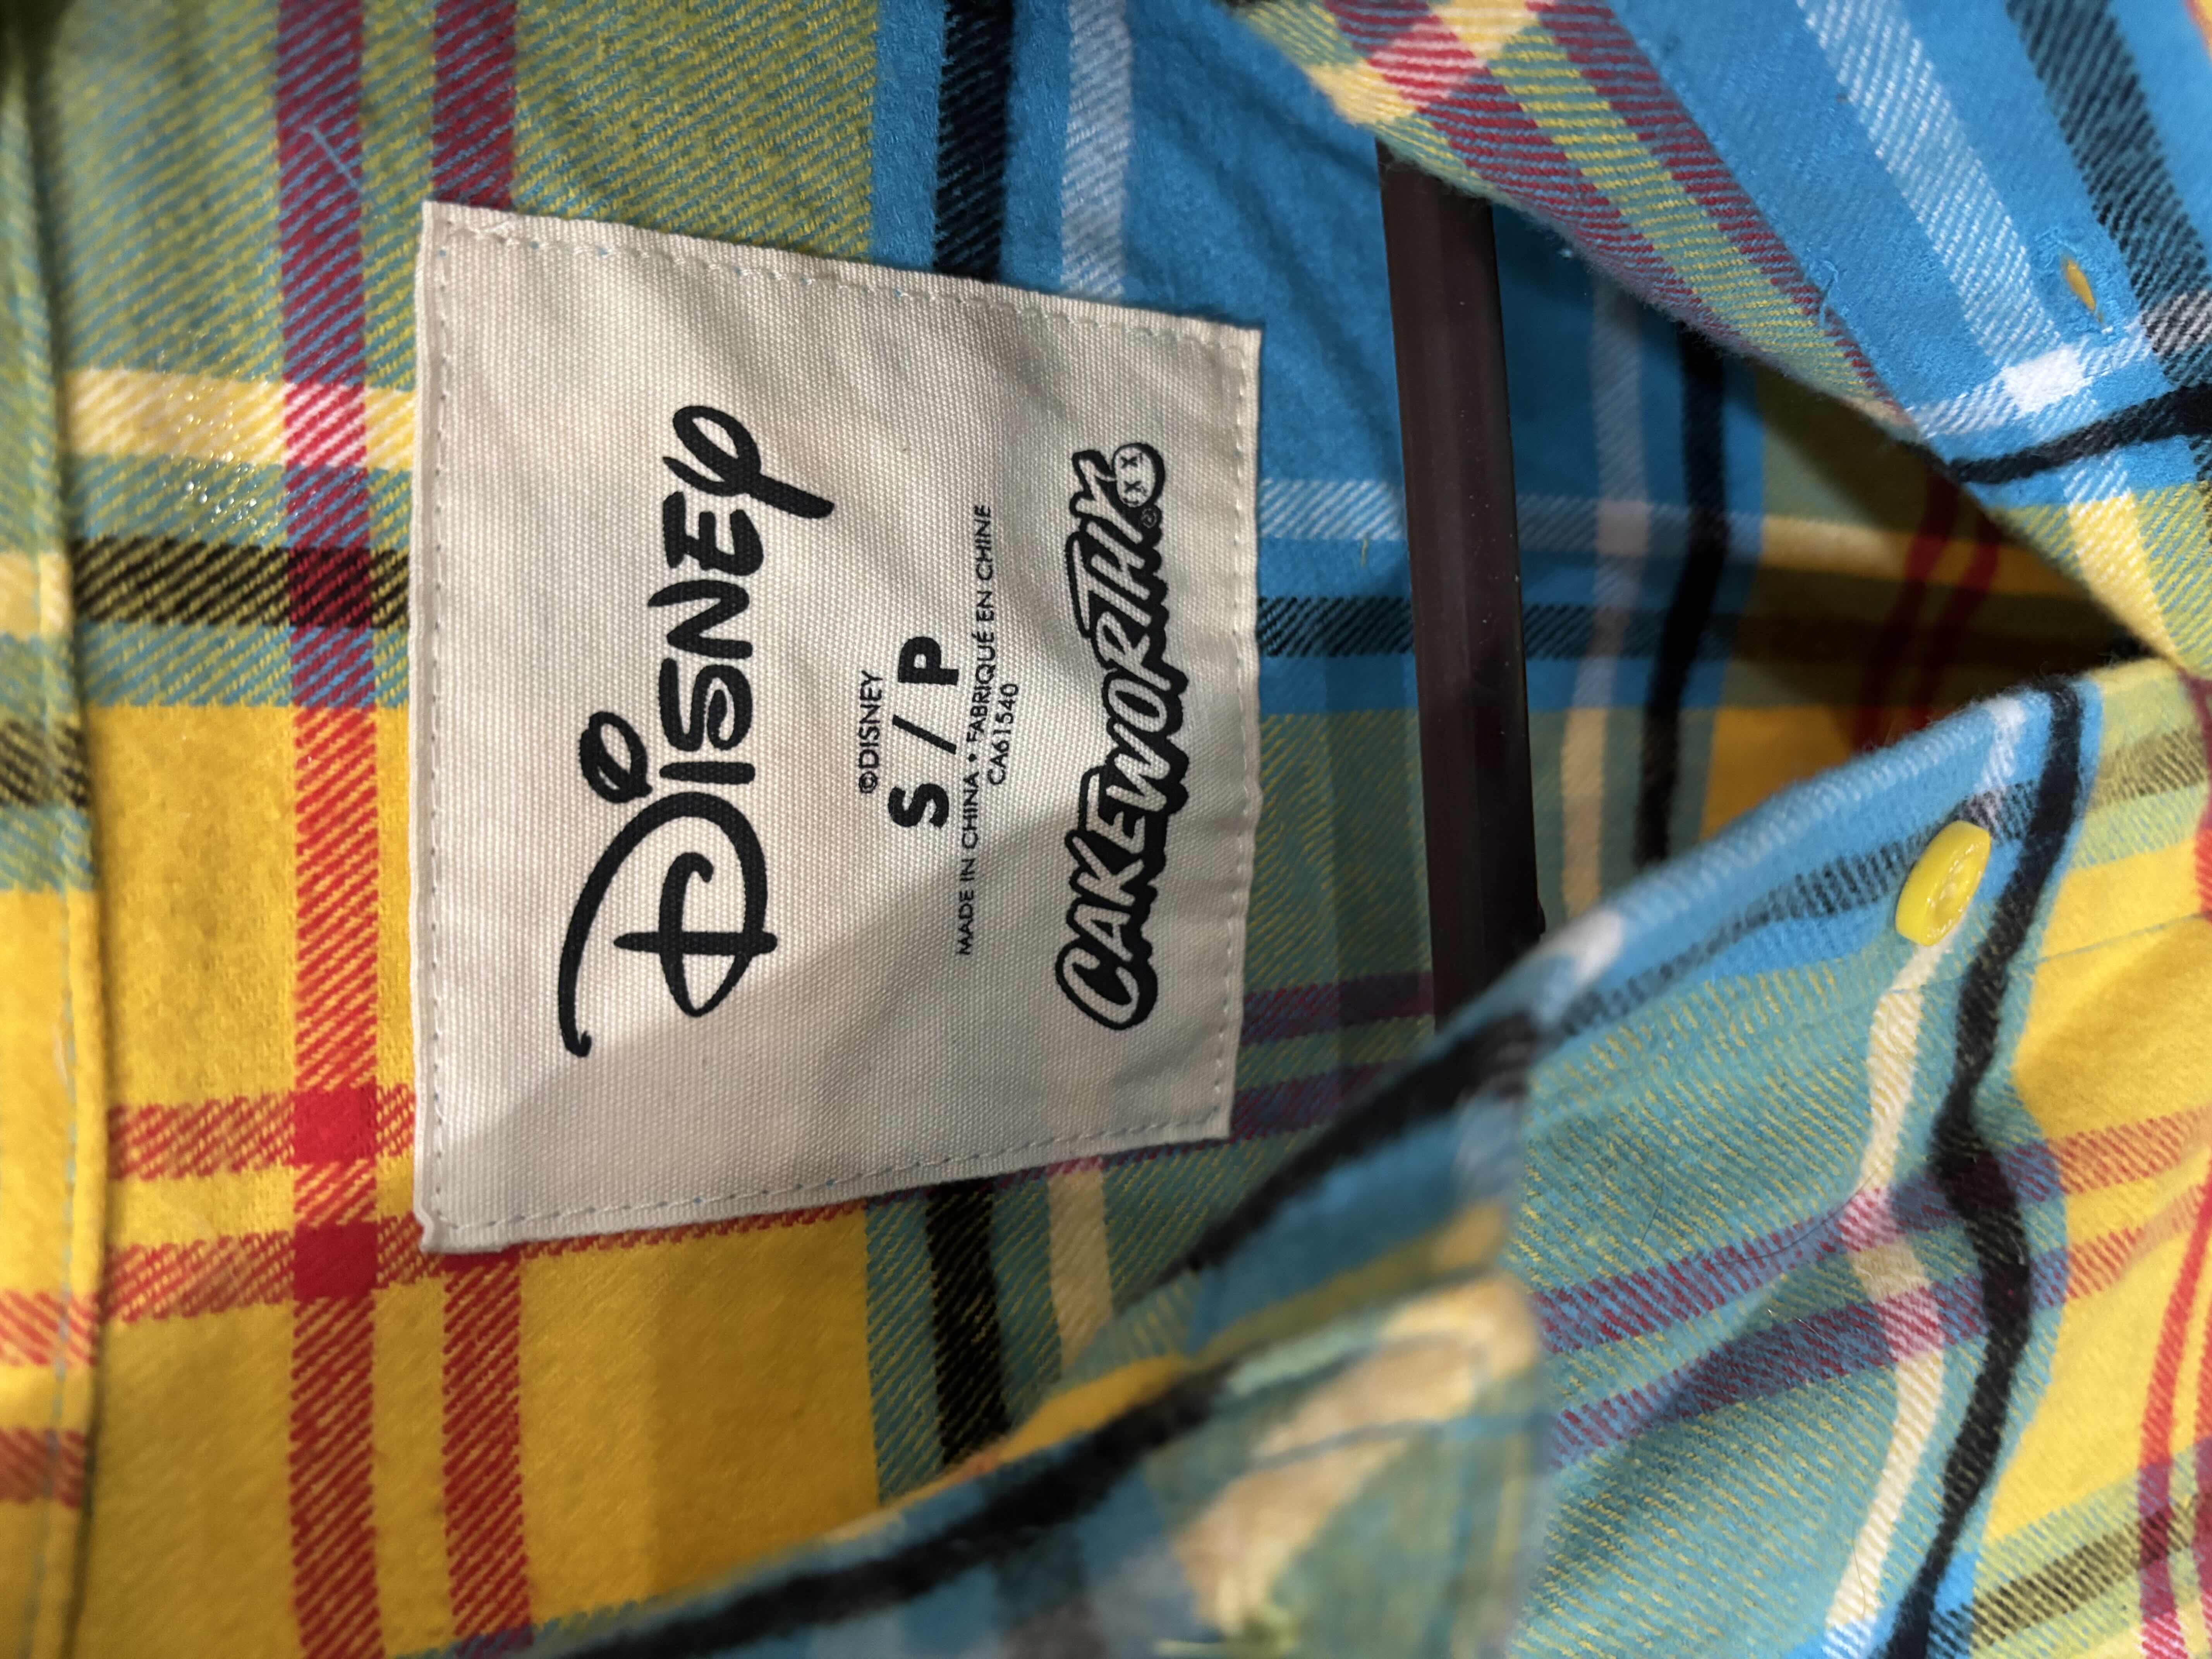 Disney
©DISNEY
S / P
MADE IN CHINA • FABRIQUÉ EN CHINE
CA61540
CAKEWORTHY®